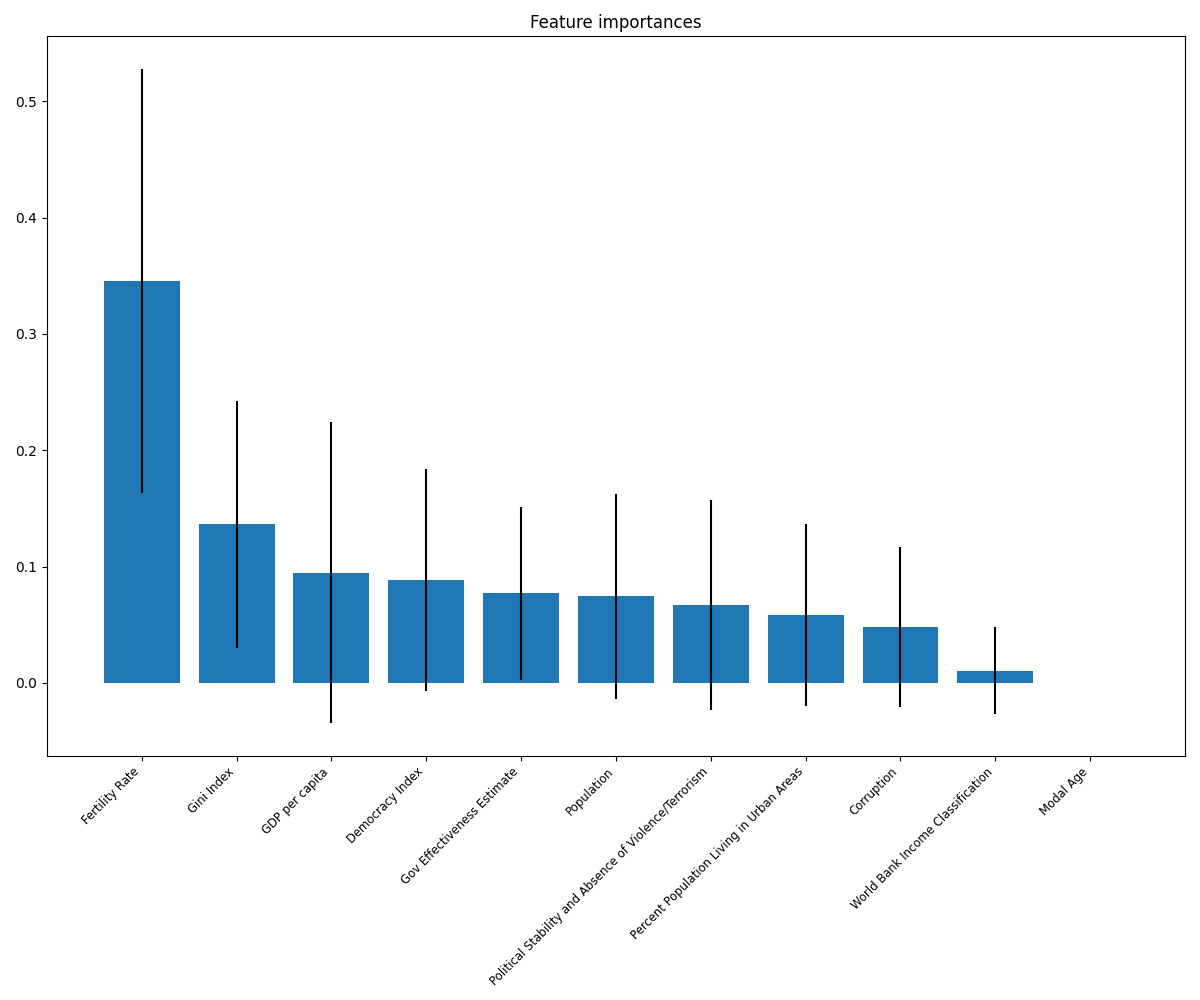 Feature importances
0.5
0.4
0.3
0.2
0.1
0.0
Fertility Rate
Gini Index
GDP per capita
Democracy Index
Gov Effectiveness Estimate
Population
Political Stability and Absence of Violence/Terrorism
Percent Population Living in Urban Areas
Corruption
World Bank Income Classification
Modal Age